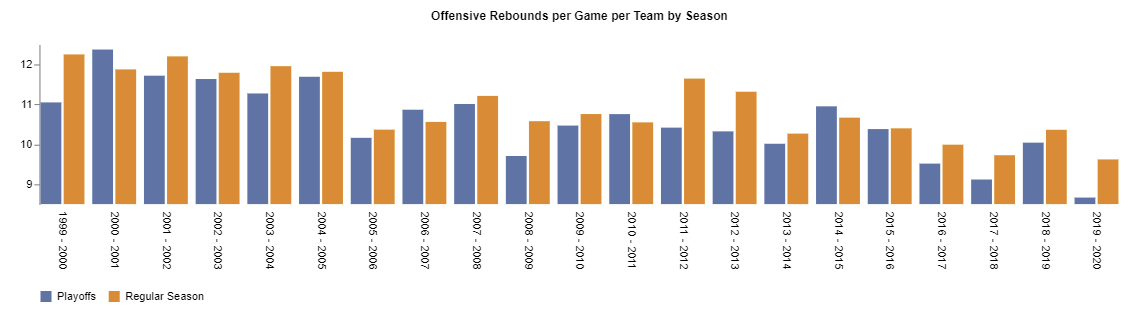 Offensive Rebounds per Game per Team by Season
12
11
10
9
1999 - 2000
2000 - 2001
2001 - 2002
2002 - 2003
2003 - 2004
2004 - 2005
2005 - 2006
2006 - 2007
2007 - 2008
2008 - 2009
2009 - 2010
2010 - 2011
2011 - 2012
2012 - 2013
2013 - 2014
2014 - 2015
2015 - 2016
2016 - 2017
2017 - 2018
2018 - 2019
2019 - 2020
Playoffs
Regular Season